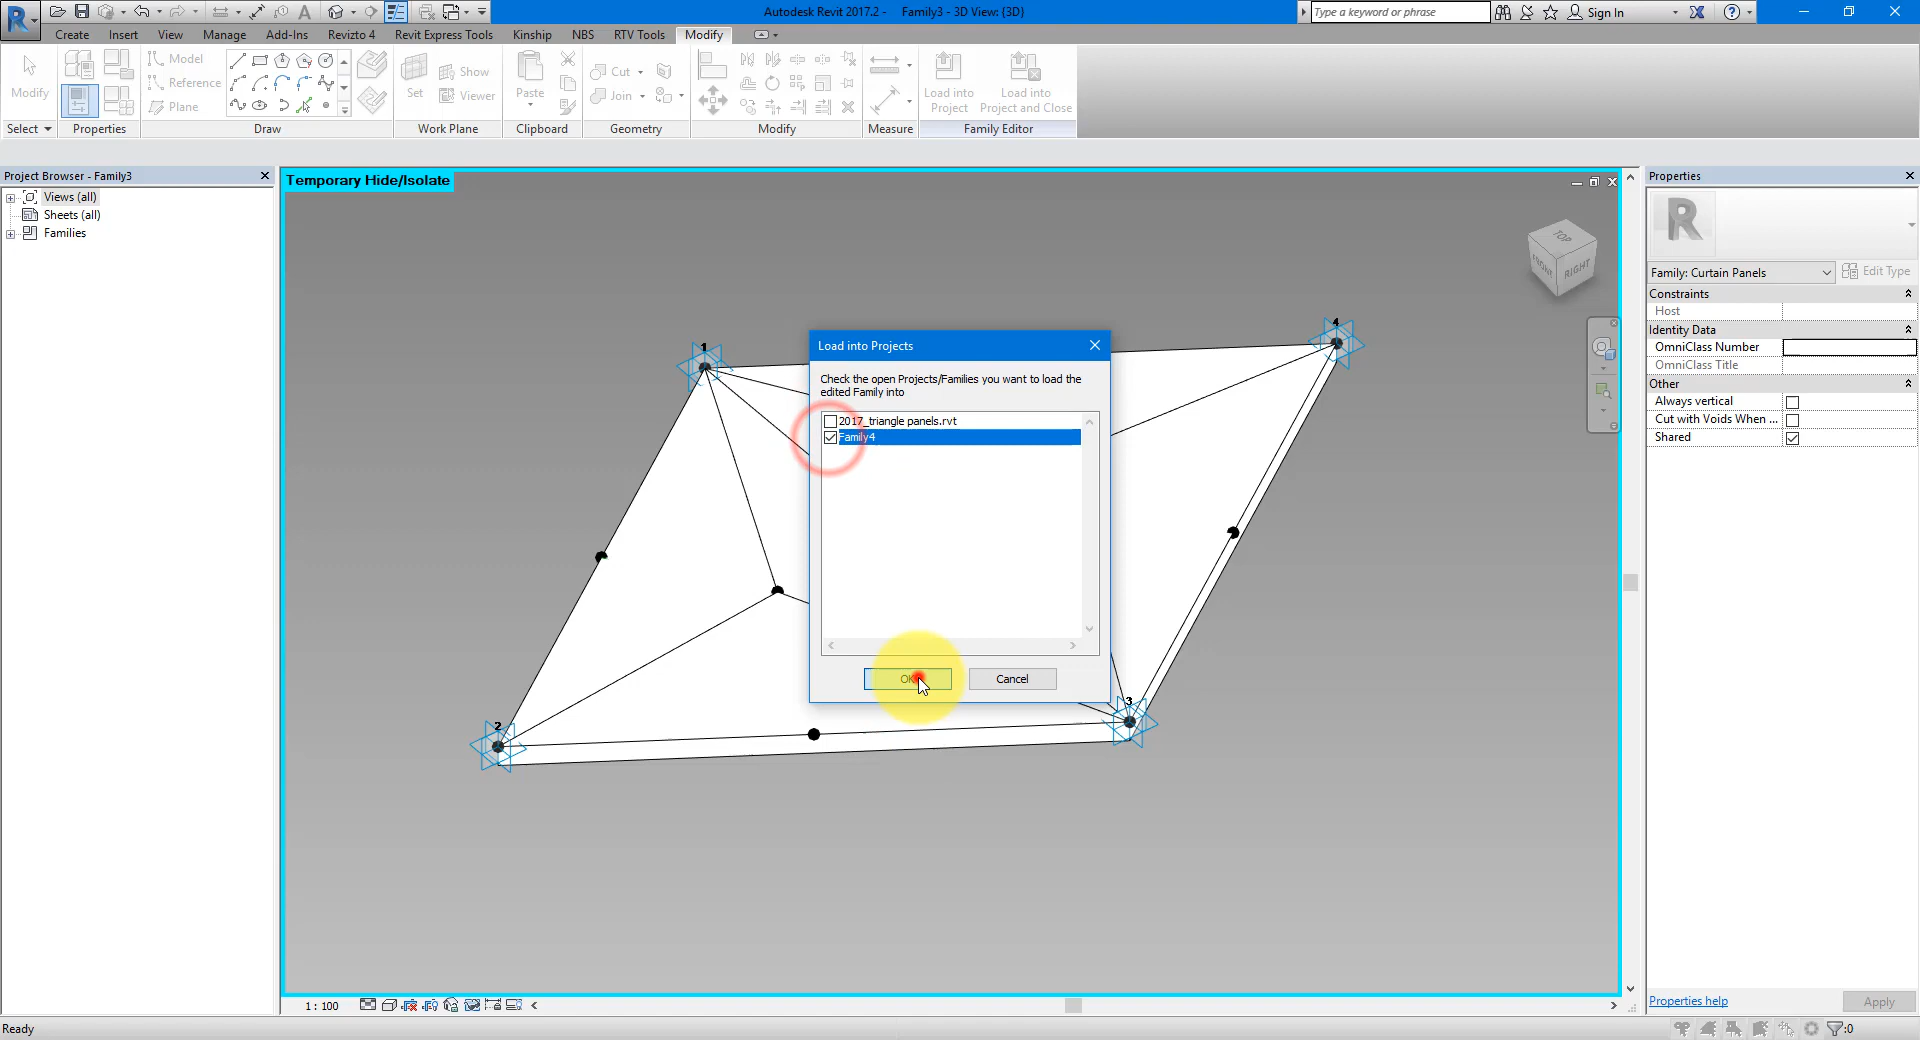 Autodesk Revit 2017.2 - Family3 - 3D View: {3D}
Type a keyword or phrase
Sign In
Create Insert View Manage Add-Ins Revizto 4 Revit Express Tools Kinship NBS RTV Tools Modify
Modify
Model
Reference
Plane
Set
Show
Viewer
Paste
Cut
Join
Load into
Project
Load into
Project and Close
Select Properties Draw Work Plane Clipboard Geometry Modify Measure Family Editor
Project Browser - Family3
Views (all)
Sheets (all)
Families
Temporary Hide/Isolate
TOP
FRONT
RIGHT
1
2
3
4
Load into Projects
Check the open Projects/Families you want to load the
edited Family into
2017_triangle panels.rvt
Family4
OK
Cancel
Properties
Family: Curtain Panels
Edit Type
Constraints
Host
Identity Data
OmniClass Number
OmniClass Title
Other
Always vertical
Cut with Voids When ...
Shared
Properties help
Apply
1 : 100
Ready
:0